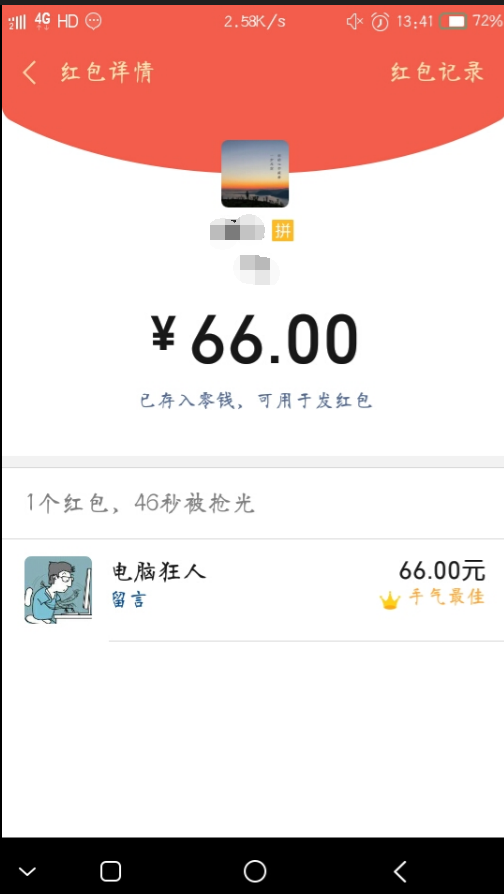 4G HD 2.58K/s 13:41 72%
红包详情 红包记录
拼
¥66.00
已存入零钱，可用于发红包
1个红包，46秒被抢光
电脑狂人 66.00元
留言 手气最佳